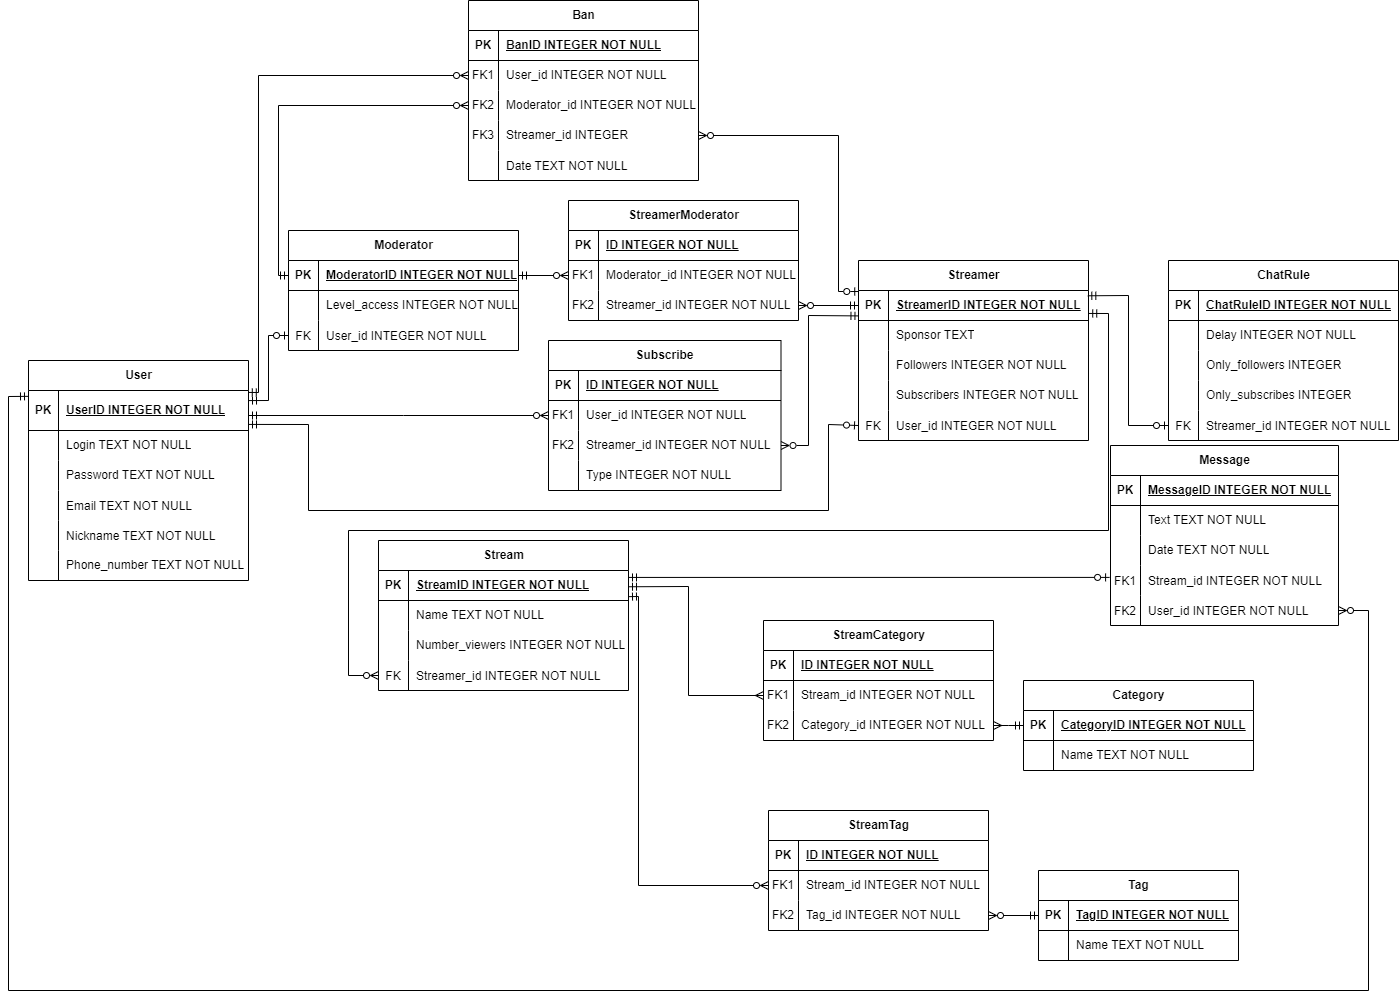 Ban
PK BanID INTEGER NOT NULL
FK1 User_id INTEGER NOT NULL
FK2 Moderator_id INTEGER NOT NULL
FK3 Streamer_id INTEGER
Date TEXT NOT NULL
StreamerModerator
PK ID INTEGER NOT NULL
FK1 Moderator_id INTEGER NOT NULL
FK2 Streamer_id INTEGER NOT NULL
Moderator
PK ModeratorID INTEGER NOT NULL
Level_access INTEGER NOT NULL
FK User_id INTEGER NOT NULL
Streamer
PK StreamerID INTEGER NOT NULL
Sponsor TEXT
Followers INTEGER NOT NULL
Subscribers INTEGER NOT NULL
FK User_id INTEGER NOT NULL
ChatRule
PK ChatRuleID INTEGER NOT NULL
Delay INTEGER NOT NULL
Only_followers INTEGER
Only_subscribes INTEGER
FK Streamer_id INTEGER NOT NULL
Subscribe
PK ID INTEGER NOT NULL
FK1 User_id INTEGER NOT NULL
FK2 Streamer_id INTEGER NOT NULL
Type INTEGER NOT NULL
User
PK UserID INTEGER NOT NULL
Login TEXT NOT NULL
Password TEXT NOT NULL
Email TEXT NOT NULL
Nickname TEXT NOT NULL
Phone_number TEXT NOT NULL
Message
PK MessageID INTEGER NOT NULL
Text TEXT NOT NULL
Date TEXT NOT NULL
FK1 Stream_id INTEGER NOT NULL
FK2 User_id INTEGER NOT NULL
Stream
PK StreamID INTEGER NOT NULL
Name TEXT NOT NULL
Number_viewers INTEGER NOT NULL
FK Streamer_id INTEGER NOT NULL
StreamCategory
PK ID INTEGER NOT NULL
FK1 Stream_id INTEGER NOT NULL
FK2 Category_id INTEGER NOT NULL
Category
PK CategoryID INTEGER NOT NULL
Name TEXT NOT NULL
StreamTag
PK ID INTEGER NOT NULL
FK1 Stream_id INTEGER NOT NULL
FK2 Tag_id INTEGER NOT NULL
Tag
PK TagID INTEGER NOT NULL
Name TEXT NOT NULL